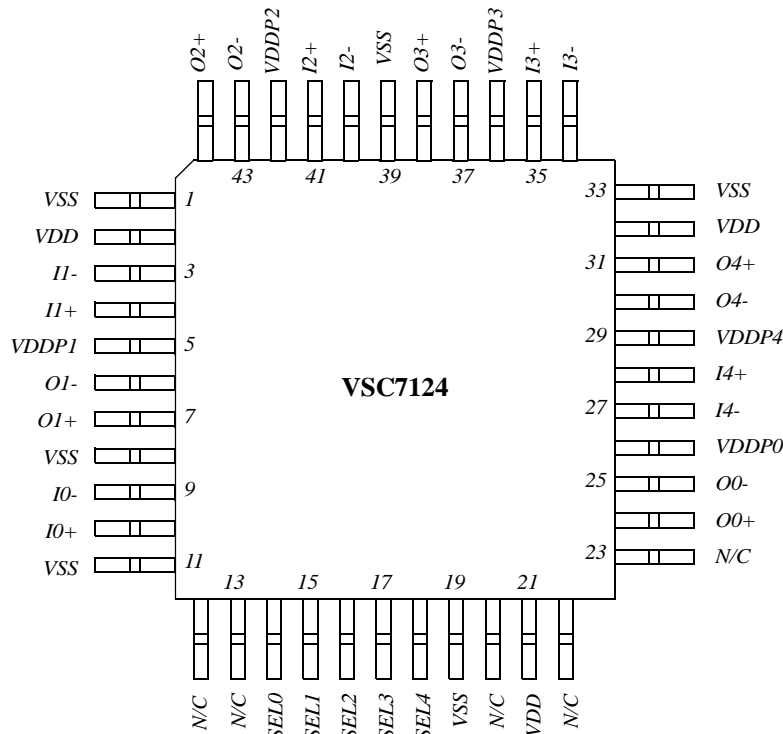 O2+ O2- VDDP2 I2+ I2- VSS O3+ O3- VDDP3 I3+ I3-
43 41 39 37 35
VSS 1 33 VSS
VDD VDD
I1- 3 31 O4+
I1+ O4-
VDDP1 5 29 VDDP4
O1- VSC7124 I4+
O1+ 7 27 I4-
VSS VDDP0
I0- 9 25 O0-
I0+ O0+
VSS 11 23 N/C
13 15 17 19 21
N/C N/C SEL0 SEL1 SEL2 SEL3 SEL4 VSS N/C VDD N/C